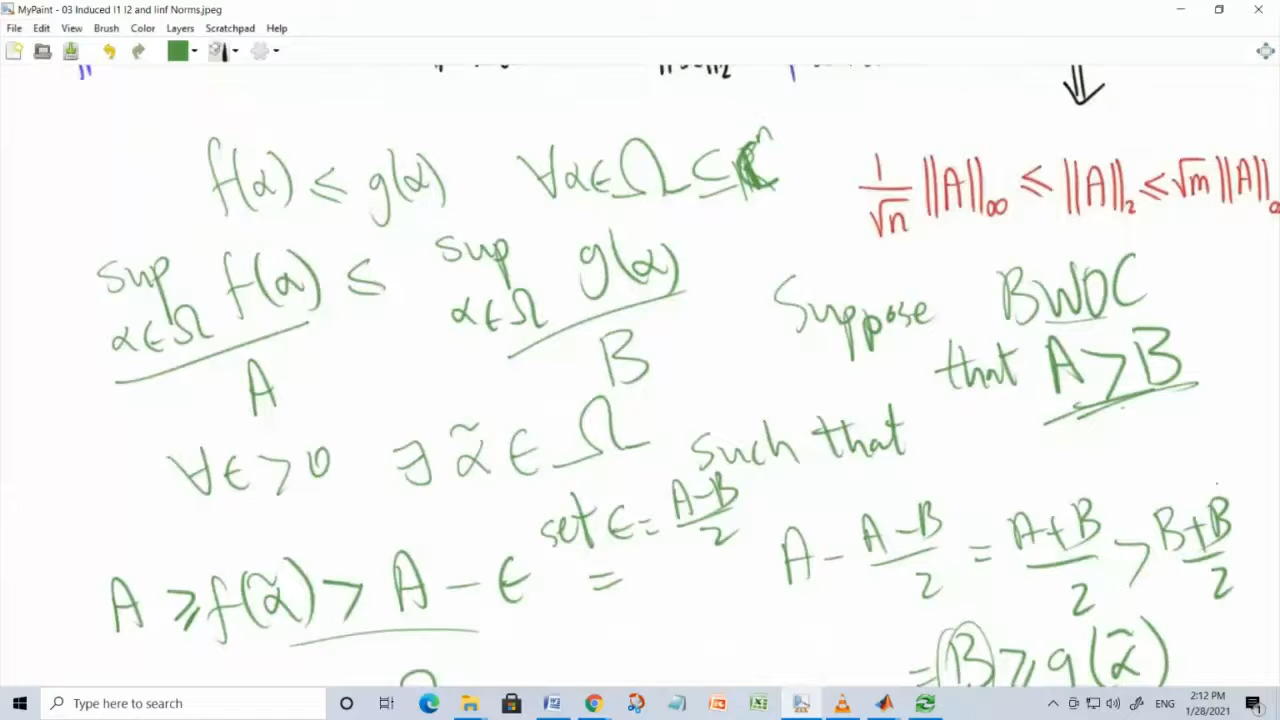 MyPaint - 03 Induced l1 l2 and linf Norms.jpeg
File Edit View Brush Color Layers Scratchpad Help
f(α) ≤ g(α) ∀α∈Ω⊆ℂⁿ
1/√n ||A||∞ ≤ ||A||₂ ≤ √m ||A||∞
sup α∈Ω f(α) ≤ sup α∈Ω g(α)
A B
Suppose BWOC
that A > B
∀ε>0 ∃ α̃ ∈ Ω such that
set ε = (A-B)/2
A ≥ f(α̃) > A - ε = A - (A-B)/2 = (A+B)/2 > (B+B)/2
= B ≥ g(α̃)
Type here to search
2:12 PM
1/28/2021